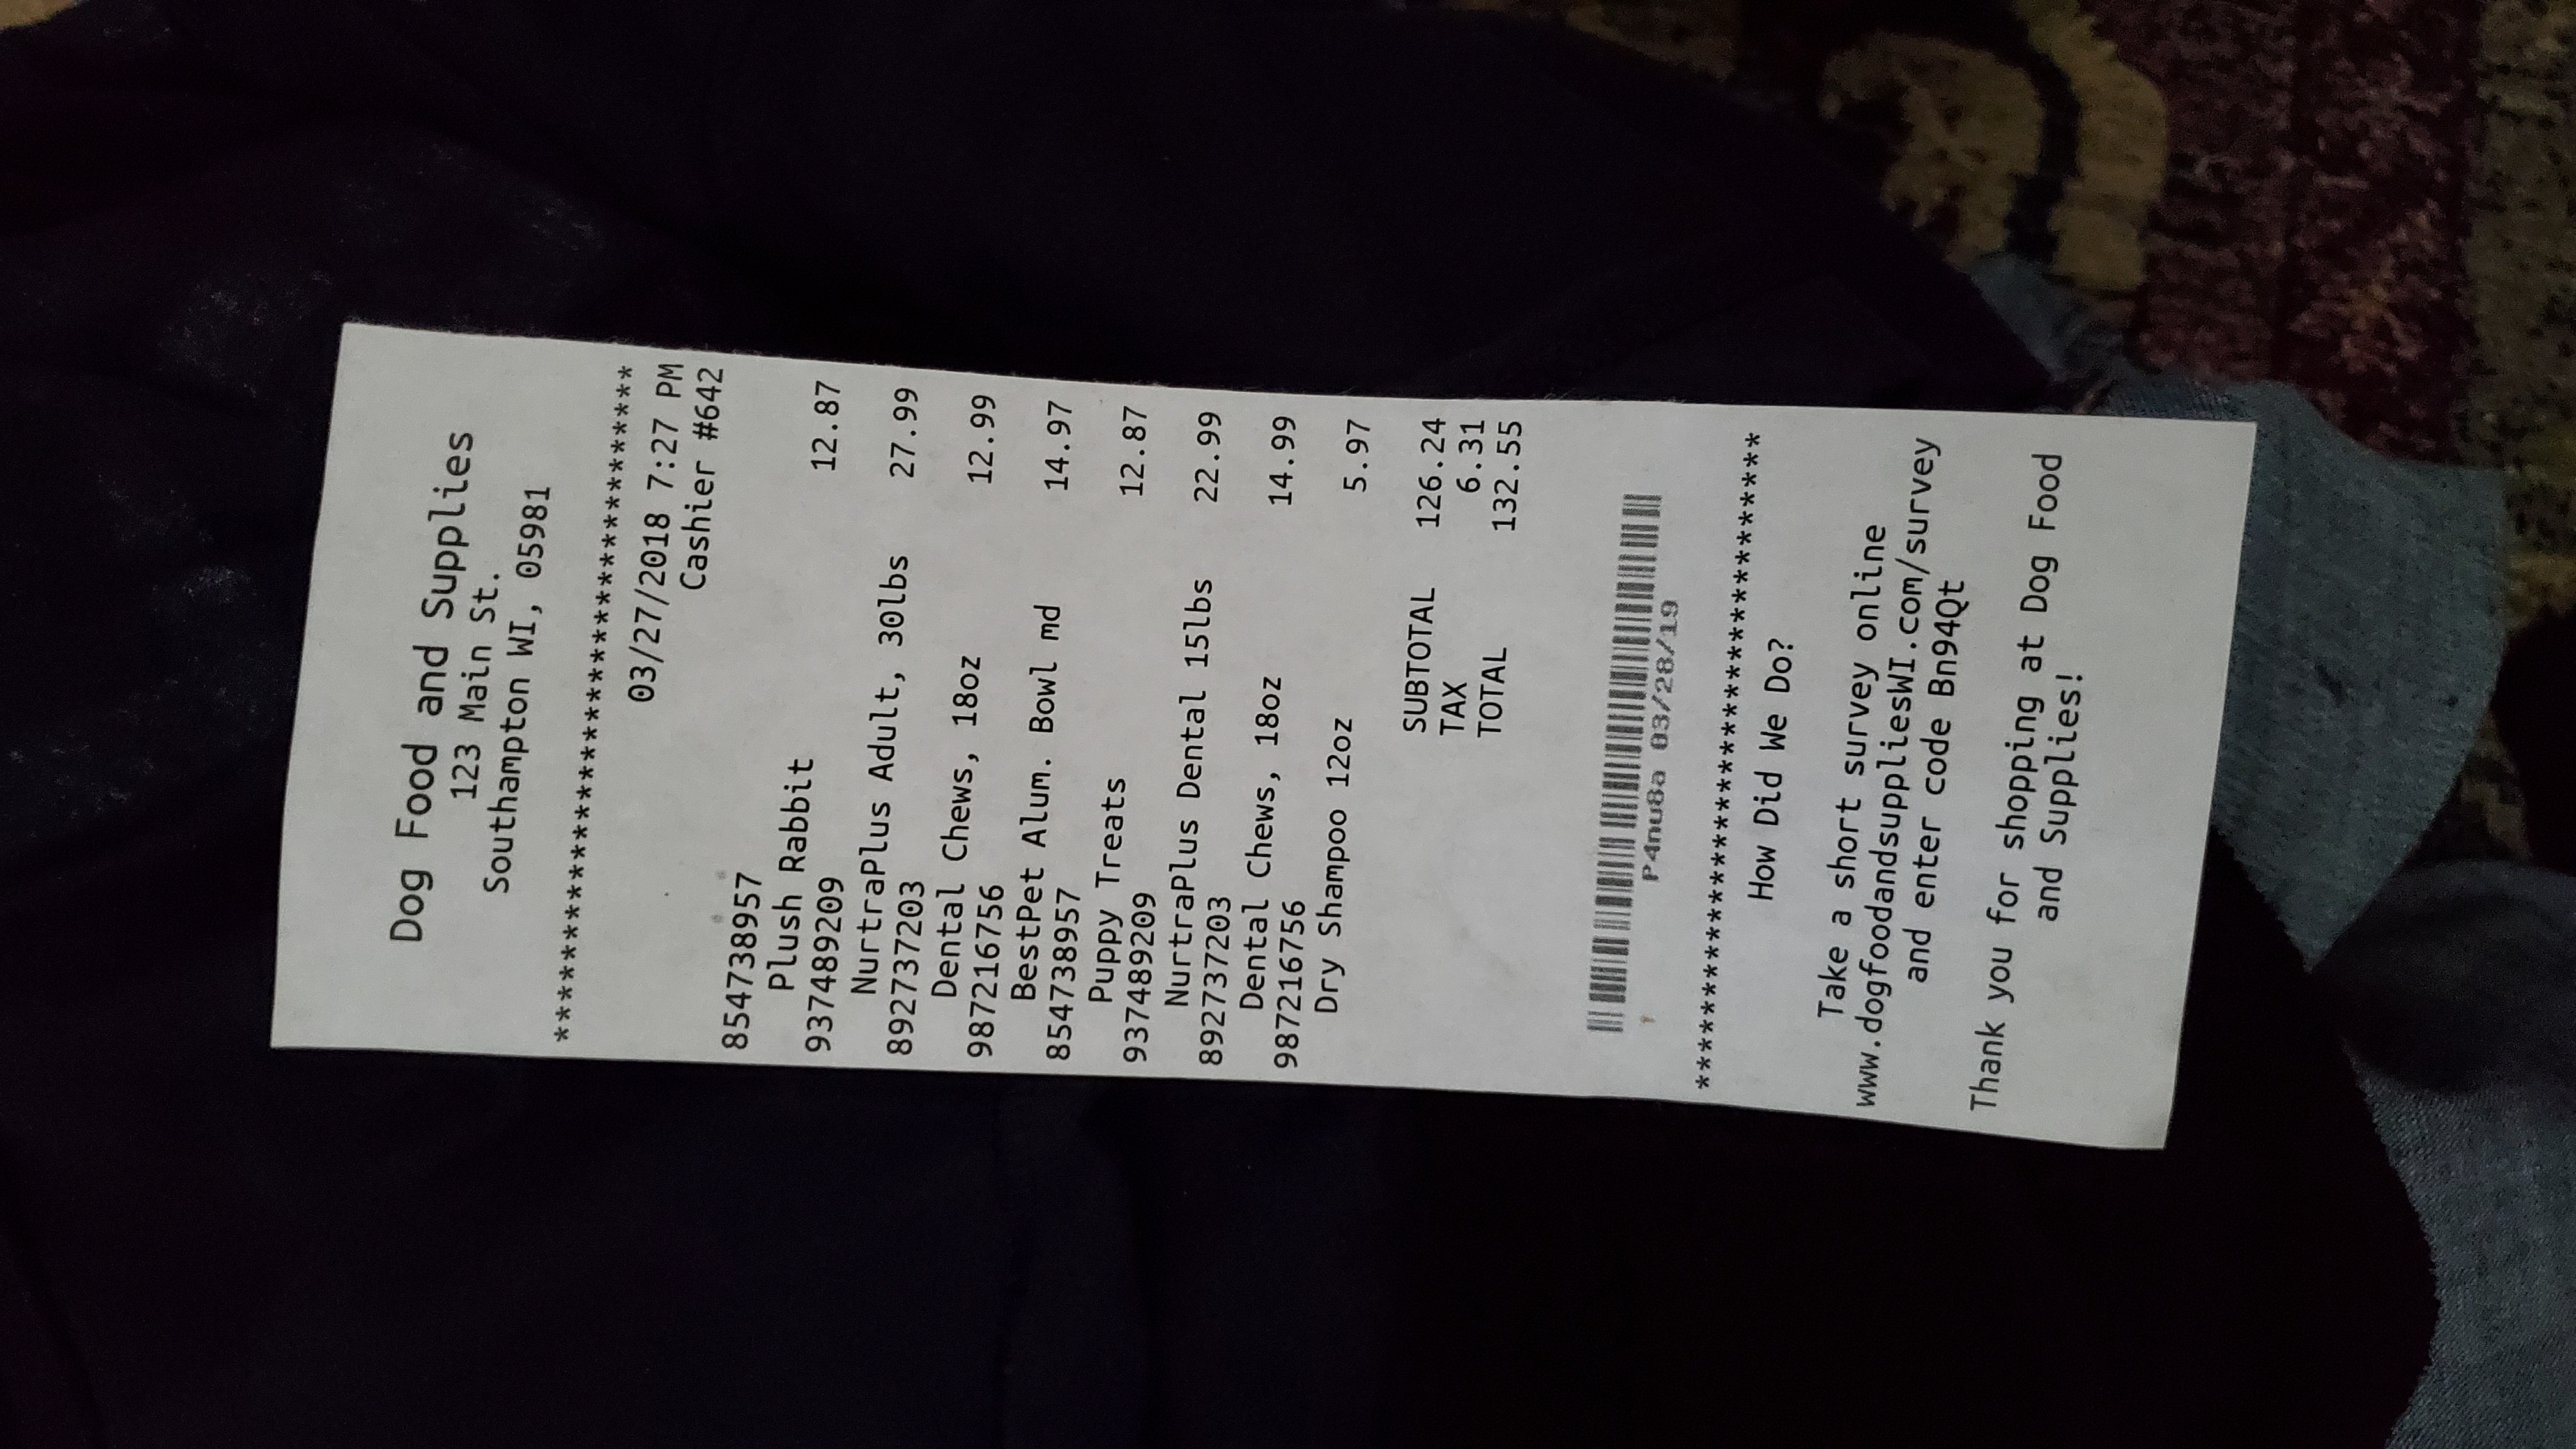 Dog Food and Supplies
123 Main St.
Southampton WI, 05981
***********************************
03/27/2018 7:27 PM
Cashier #642
854738957
Plush Rabbit 12.87
937489209
NurtraPlus Adult, 30lbs 27.99
892737203
Dental Chews, 18oz 12.99
987216756
BestPet Alum. Bowl md 14.97
854738957
Puppy Treats 12.87
937489209
NurtraPlus Dental 15lbs 22.99
892737203
Dental Chews, 18oz 14.99
987216756
Dry Shampoo 12oz 5.97
SUBTOTAL 126.24
TAX 6.31
TOTAL 132.55
P4nu8a 03/28/19
***********************************
How Did We Do?
Take a short survey online
www.dogfoodandsuppliesWI.com/survey
and enter code Bn94Qt
Thank you for shopping at Dog Food
and Supplies!